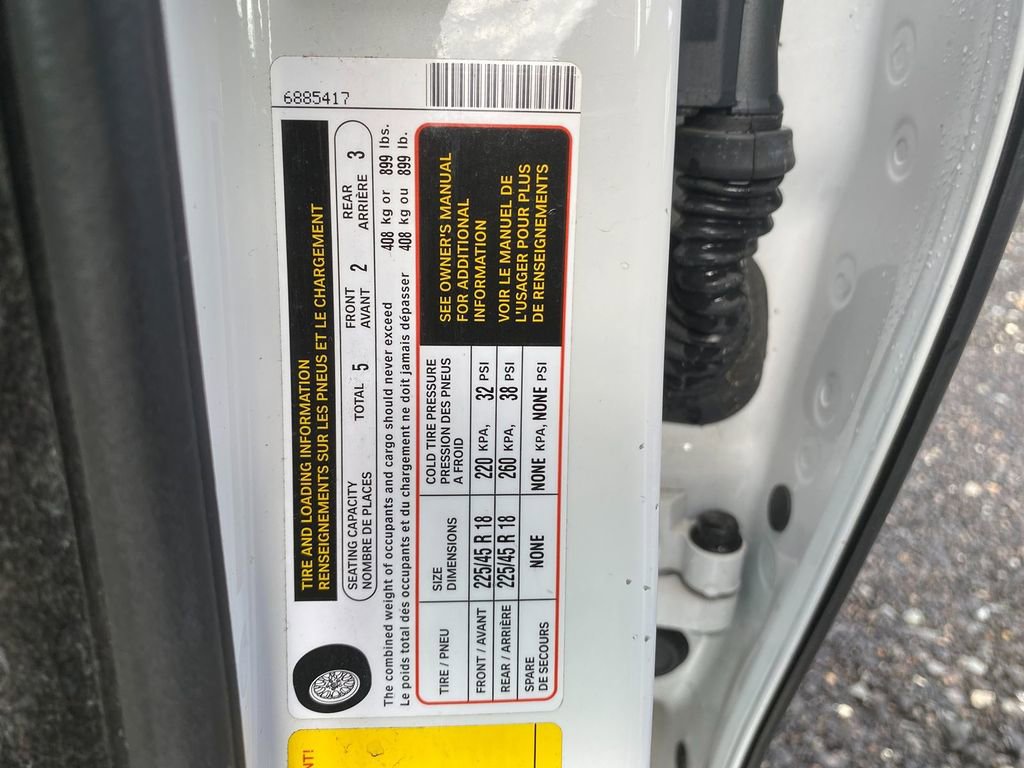 6885417
TIRE AND LOADING INFORMATION
RENSEIGNEMENTS SUR LES PNEUS ET LE CHARGEMENT
SEATING CAPACITY
NOMBRE DE PLACES
TOTAL 5
FRONT
AVANT 2
REAR
ARRIÈRE 3
The combined weight of occupants and cargo should never exceed 408 kg or 899 lbs.
Le poids total dés occupants et du chargement ne doit jamais dépasser 408 kg ou 899 lb.
TIRE / PNEU
SIZE
DIMENSIONS
COLD TIRE PRESSURE
PRESSION DES PNEUS
A FROID
FRONT / AVANT 225/45 R 18 220 KPA, 32 PSI
REAR / ARRIÈRE 225/45 R 18 260 KPA, 38 PSI
SPARE
DE SECOURS
NONE NONE KPA, NONE PSI
SEE OWNER'S MANUAL
FOR ADDITIONAL
INFORMATION
VOIR LE MANUEL DE
L'USAGER POUR PLUS
DE RENSEIGNEMENTS